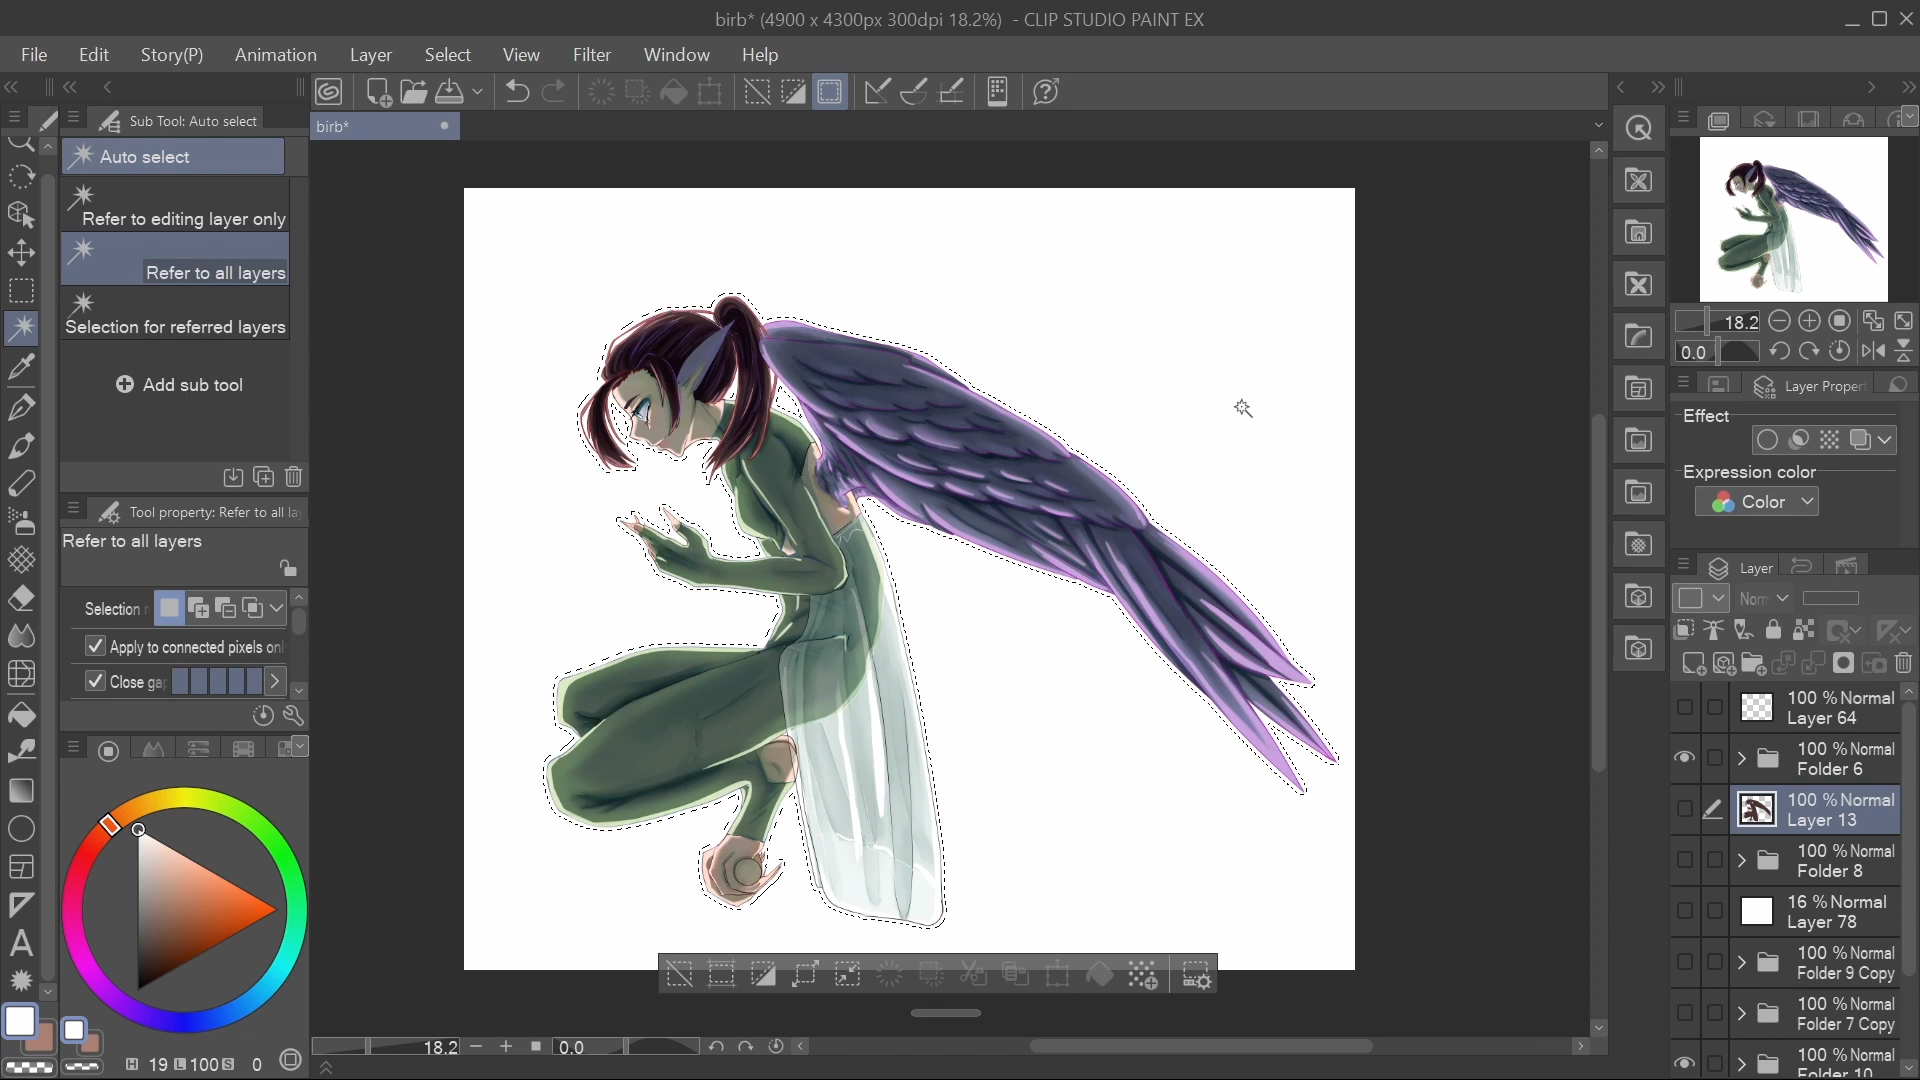 birb* (4900 x 4300px 300dpi 18.2%) - CLIP STUDIO PAINT EX
File Edit Story(P) Animation Layer Select View Filter Window Help
Sub Tool: Auto select
birb*
Auto select
Refer to editing layer only
Refer to all layers
Selection for referred layers
Add sub tool
Tool property: Refer to all la
Refer to all layers
Selection
Apply to connected pixels onl
Close gap
H 19 L 100 S 0
18.2
0.0
18.2
0.0
Layer Proper
Effect
Expression color
Color
Layer
Norn
100 % Normal
Layer 64
100 % Normal
Folder 6
100 % Normal
Layer 13
100 % Normal
Folder 8
16 % Normal
Layer 78
100 % Normal
Folder 9 Copy
100 % Normal
Folder 7 Copy
100 % Normal
Folder 10